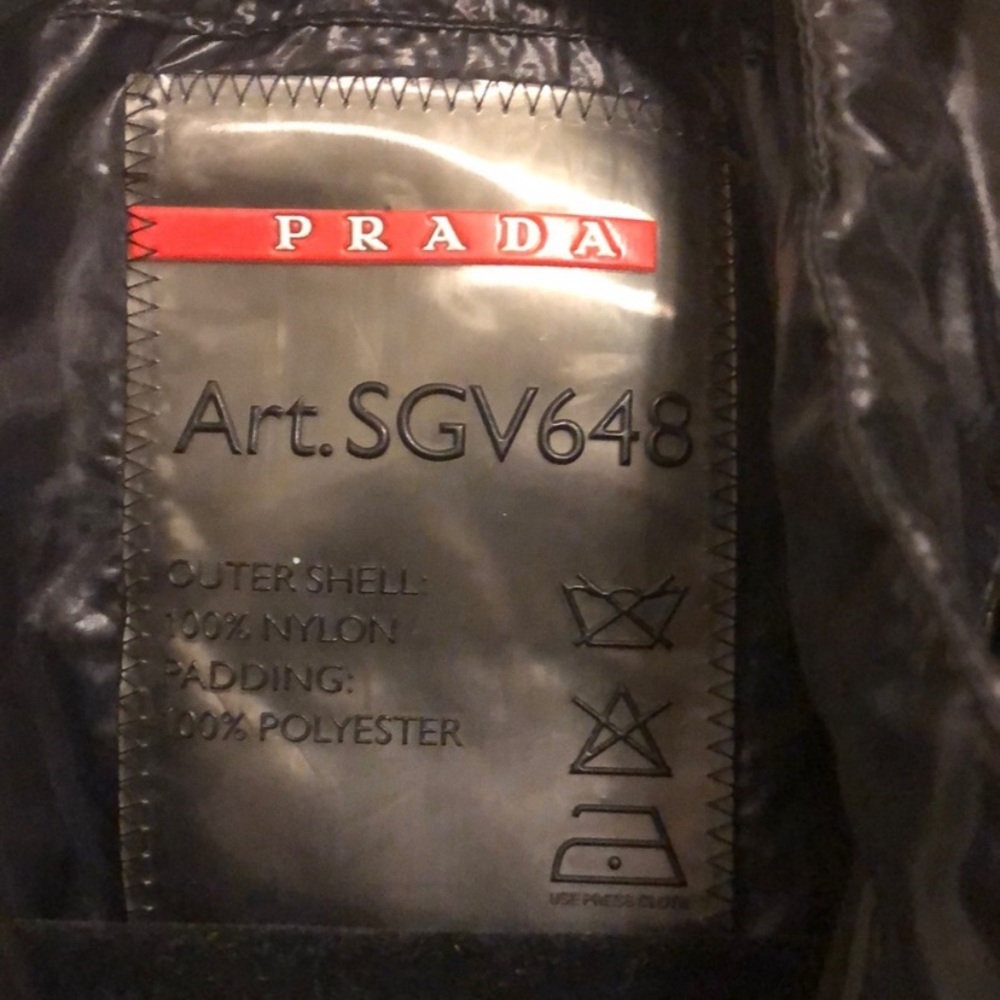 PRADA
Art. SGV648
OUTER SHELL:
100% NYLON
PADDING:
100% POLYESTER
USE PRESS CLOTH